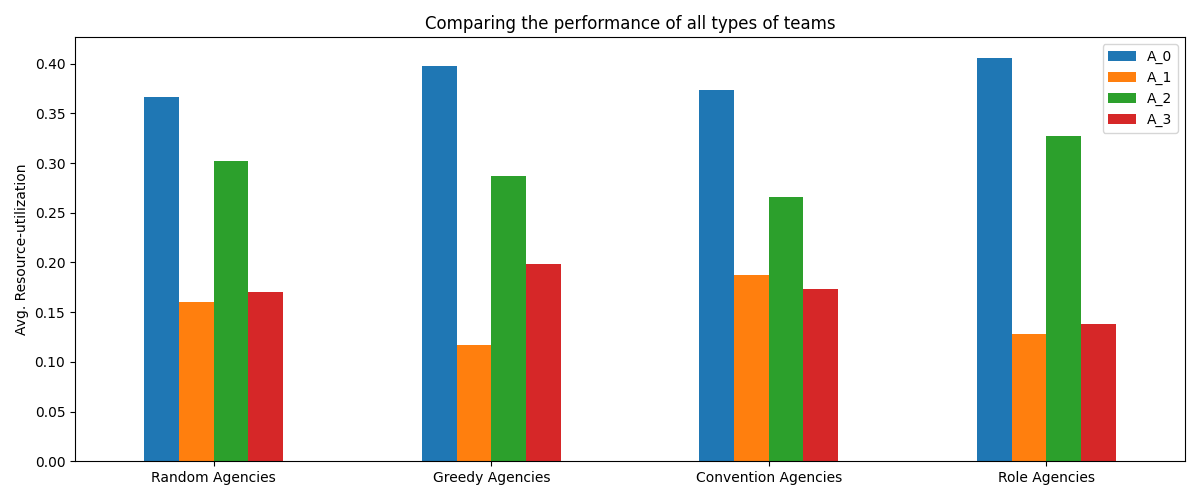 Comparing the performance of all types of teams
A_0
A_1
A_2
A_3
Avg. Resource-utilization
0.40
0.35
0.30
0.25
0.20
0.15
0.10
0.05
0.00
Random Agencies
Greedy Agencies
Convention Agencies
Role Agencies